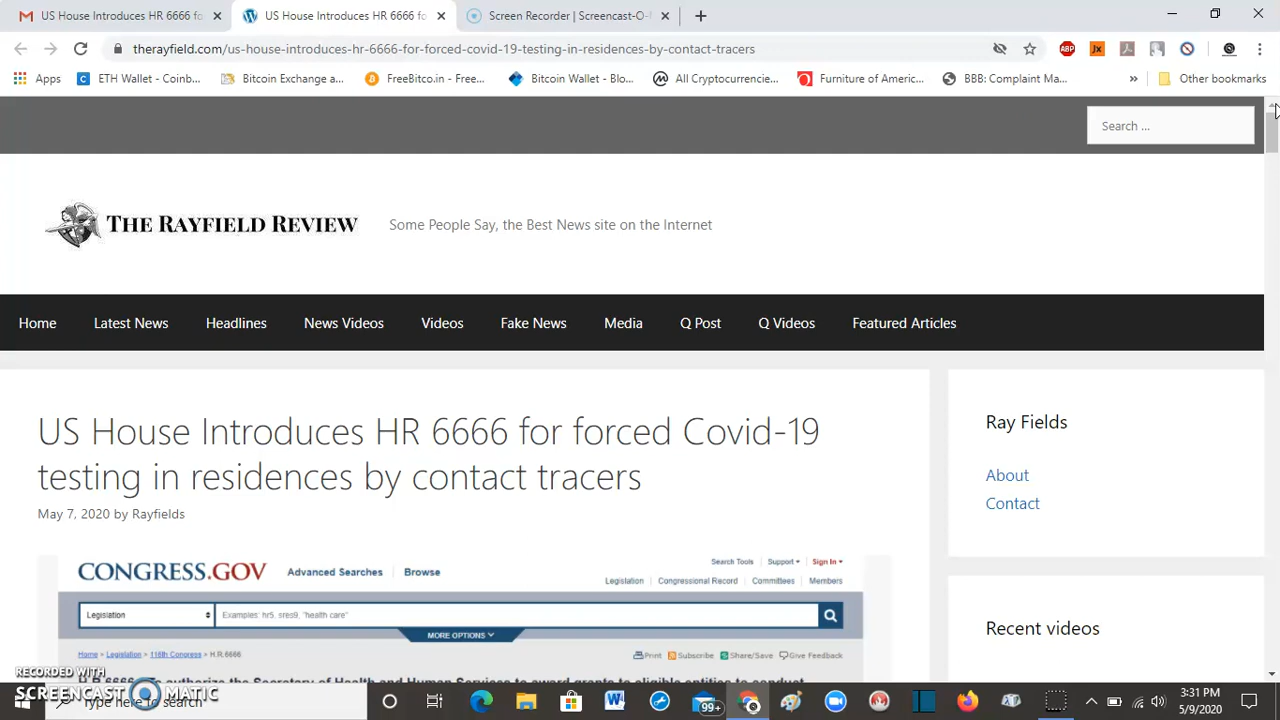 US House Introduces HR 6666 fo
US House Introduces HR 6666 fo
Screen Recorder | Screencast-O-M
therayfield.com/us-house-introduces-hr-6666-for-forced-covid-19-testing-in-residences-by-contact-tracers
ABP
Jx
Apps
ETH Wallet - Coinb...
Bitcoin Exchange a...
FreeBitco.in - Free...
Bitcoin Wallet - Blo...
All Cryptocurrencie...
Furniture of Americ...
BBB: Complaint Ma...
»
Other bookmarks
Search ...
THE RAYFIELD REVIEW
Some People Say, the Best News site on the Internet
Home
Latest News
Headlines
News Videos
Videos
Fake News
Media
Q Post
Q Videos
Featured Articles
US House Introduces HR 6666 for forced Covid-19
testing in residences by contact tracers
May 7, 2020 by Rayfields
Ray Fields
About
Contact
Recent videos
CONGRESS.GOV
Advanced Searches
Browse
Search Tools
Support
Sign In
Legislation
Congressional Record
Committees
Members
Legislation
Examples: hr5, sres9, "health care"
MORE OPTIONS
Home > Legislation > 116th Congress > H.R.6666
Print
Subscribe
Share/Save
Give Feedback
to authorize the Secretary of Health and Human Services to award grants to eligible entities to conduct
RECORDED WITH
SCREENCAST O MATIC
Type here to search
99+
3:31 PM
5/9/2020